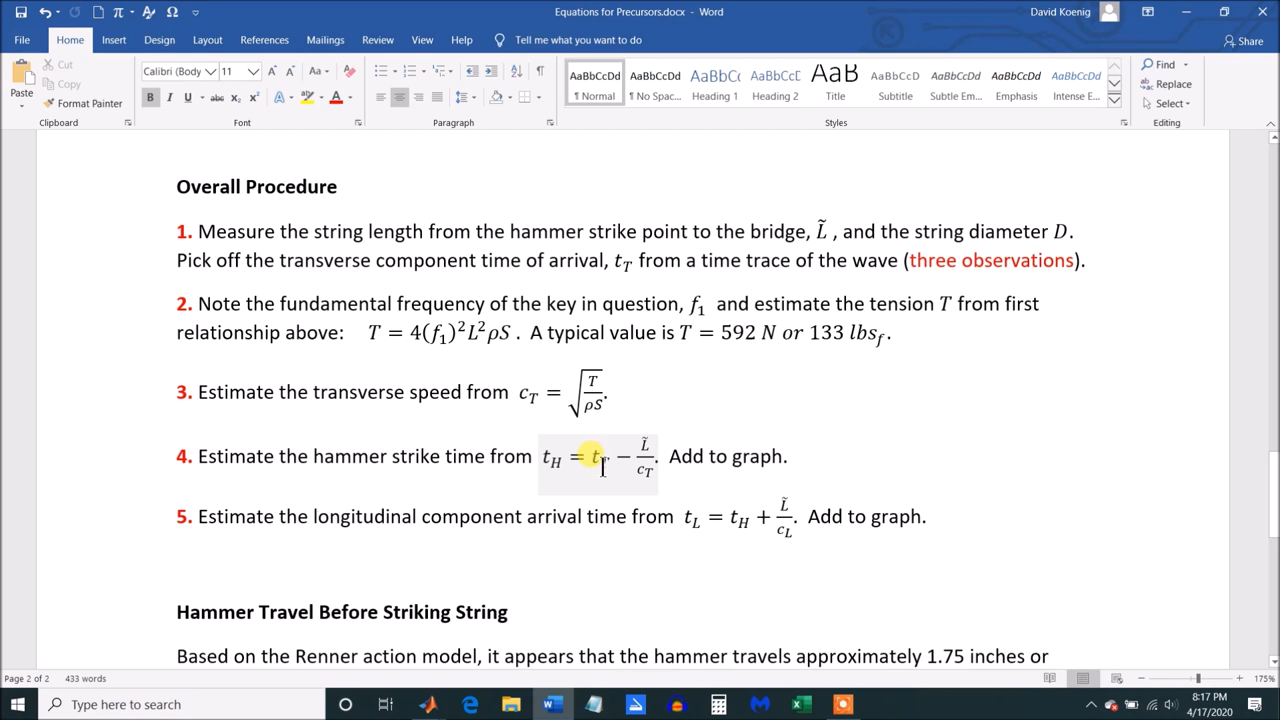 Equations for Precursors.docx - Word
David Koenig
File Home Insert Design Layout References Mailings Review View Help Tell me what you want to do Share
Paste
Cut
Copy
Format Painter
Clipboard
Calibri (Body 11
Font
Paragraph
AaBbCcDd AaBbCcDd AaBbCc AaBbCcD AaB AaBbCcD AaBbCcDd AaBbCcDd AaBbCcDd
¶ Normal ¶ No Spac... Heading 1 Heading 2 Title Subtitle Subtle Em... Emphasis Intense E...
Styles
Find
Replace
Select
Editing
Overall Procedure
1. Measure the string length from the hammer strike point to the bridge, L̃ , and the string diameter D.
Pick off the transverse component time of arrival, t_T from a time trace of the wave (three observations).
2. Note the fundamental frequency of the key in question, f₁ and estimate the tension T from first
relationship above: T = 4(f₁)²L²ρS . A typical value is T = 592 N or 133 lbs_f.
3. Estimate the transverse speed from c_T = √(T/ρS).
4. Estimate the hammer strike time from t_H = t_T − L̃/c_T. Add to graph.
5. Estimate the longitudinal component arrival time from t_L = t_H + L̃/c_L. Add to graph.
Hammer Travel Before Striking String
Based on the Renner action model, it appears that the hammer travels approximately 1.75 inches or
Page 2 of 2 433 words
175%
Type here to search
8:17 PM
4/17/2020